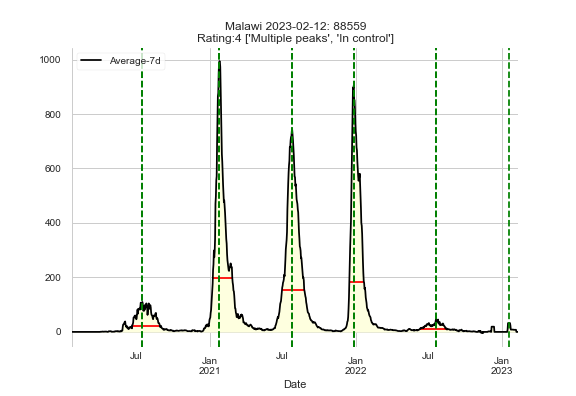 Malawi 2023-02-12: 88559
Rating:4 ['Multiple peaks', 'In control']
Average-7d
1000
800
600
400
200
0
Jul
Jan
2021
Jul
Jan
2022
Jul
Jan
2023
Date